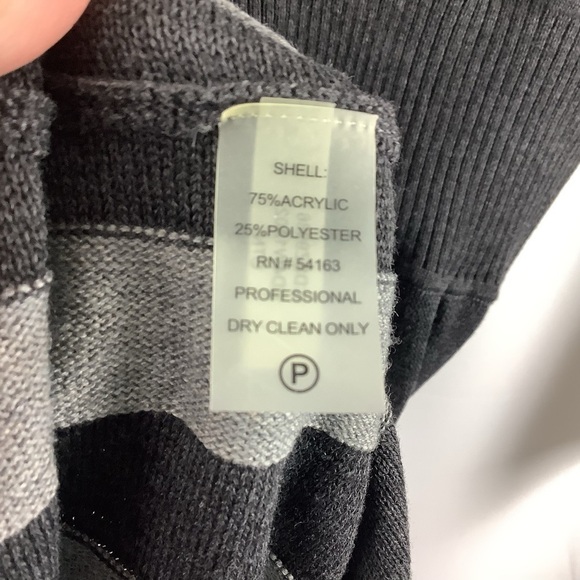 SHELL:
75%ACRYLIC
25%POLYESTER
RN # 54163
PROFESSIONAL
DRY CLEAN ONLY
P